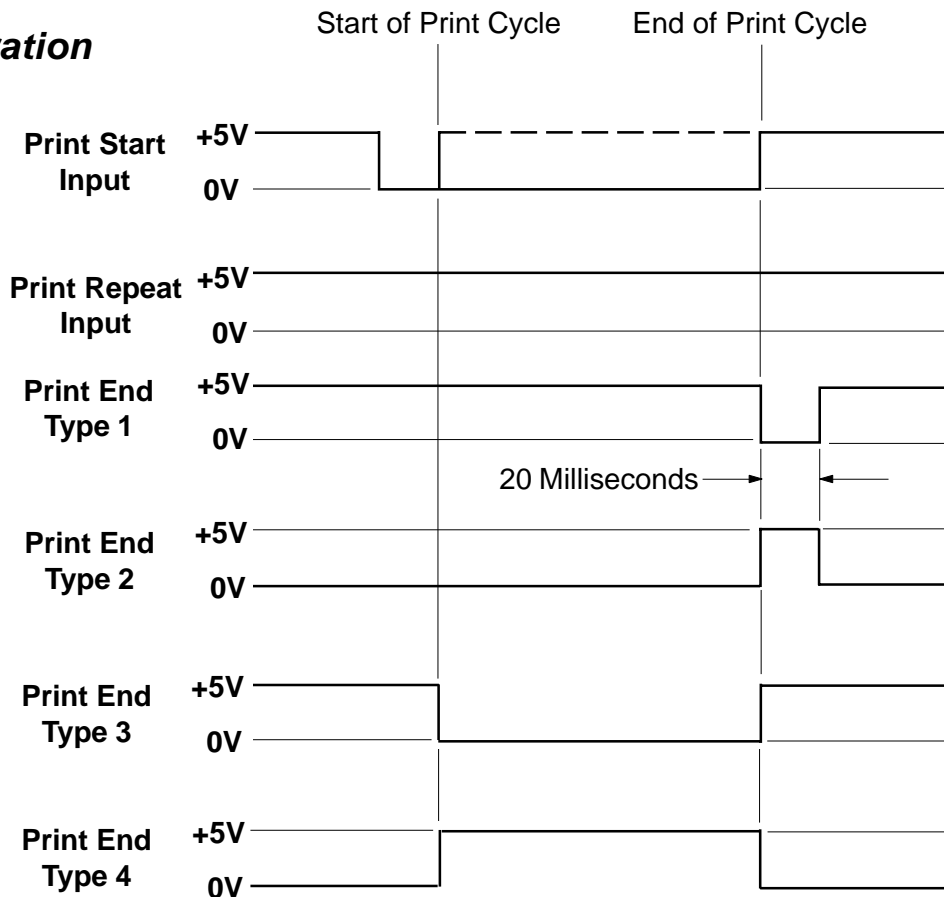 Start of Print Cycle
End of Print Cycle
Print Start
Input
+5V
0V
Print Repeat
Input
+5V
0V
Print End
Type 1
+5V
0V
20 Milliseconds
Print End
Type 2
+5V
0V
Print End
Type 3
+5V
0V
Print End
Type 4
+5V
0V